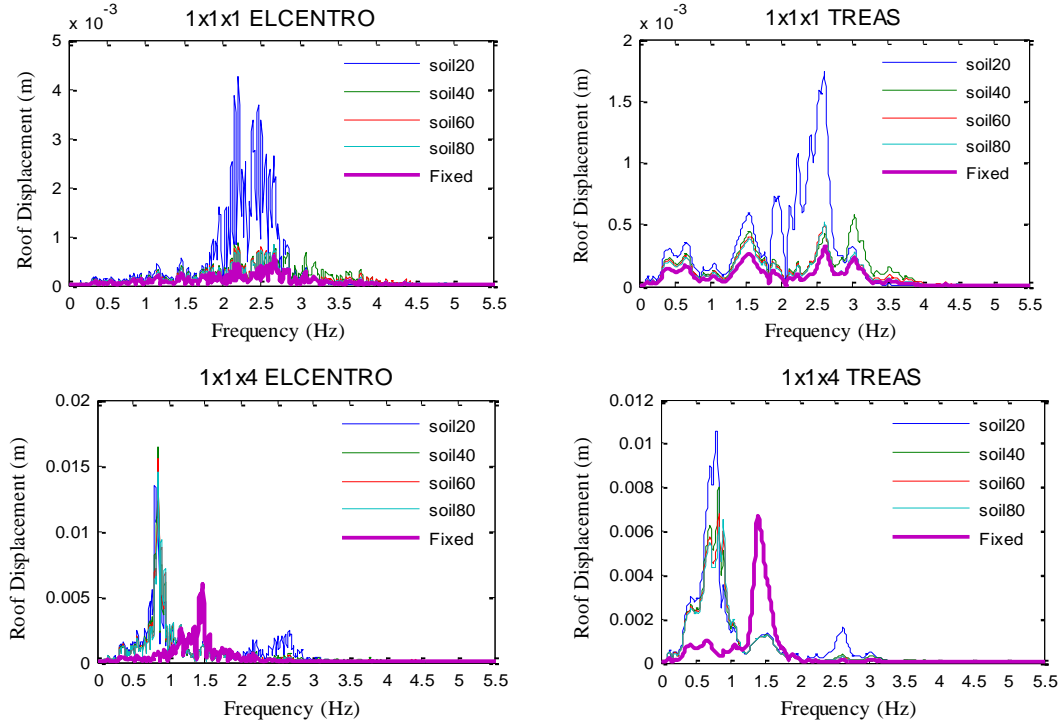 1x1x1 ELCENTRO
x 10^-3
5
4
3
2
1
0
Roof Displacement (m)
0 0.5 1 1.5 2 2.5 3 3.5 4 4.5 5 5.5
Frequency (Hz)
soil20
soil40
soil60
soil80
Fixed
1x1x1 TREAS
x 10^-3
2
1.5
1
0.5
0
Roof Displacement (m)
0 0.5 1 1.5 2 2.5 3 3.5 4 4.5 5 5.5
Frequency (Hz)
soil20
soil40
soil60
soil80
Fixed
1x1x4 ELCENTRO
0.02
0.015
0.01
0.005
0
Roof Displacement (m)
0 0.5 1 1.5 2 2.5 3 3.5 4 4.5 5 5.5
Frequency (Hz)
soil20
soil40
soil60
soil80
Fixed
1x1x4 TREAS
0.012
0.01
0.008
0.006
0.004
0.002
0
Roof Displacement (m)
0 0.5 1 1.5 2 2.5 3 3.5 4 4.5 5 5.5
Frequency (Hz)
soil20
soil40
soil60
soil80
Fixed